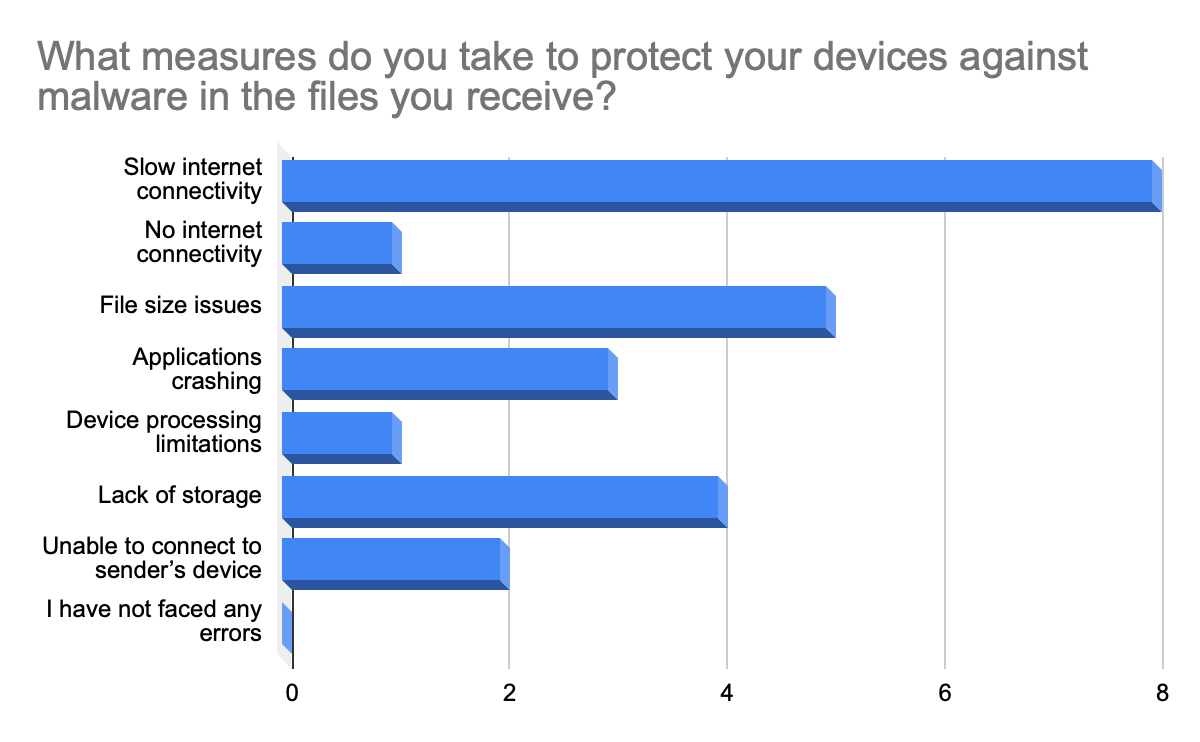 What measures do you take to protect your devices against
malware in the files you receive?
Slow internet
connectivity
No internet
connectivity
File size issues
Applications
crashing
Device processing
limitations
Lack of storage
Unable to connect to
sender’s device
I have not faced any
errors
0 2 4 6 8